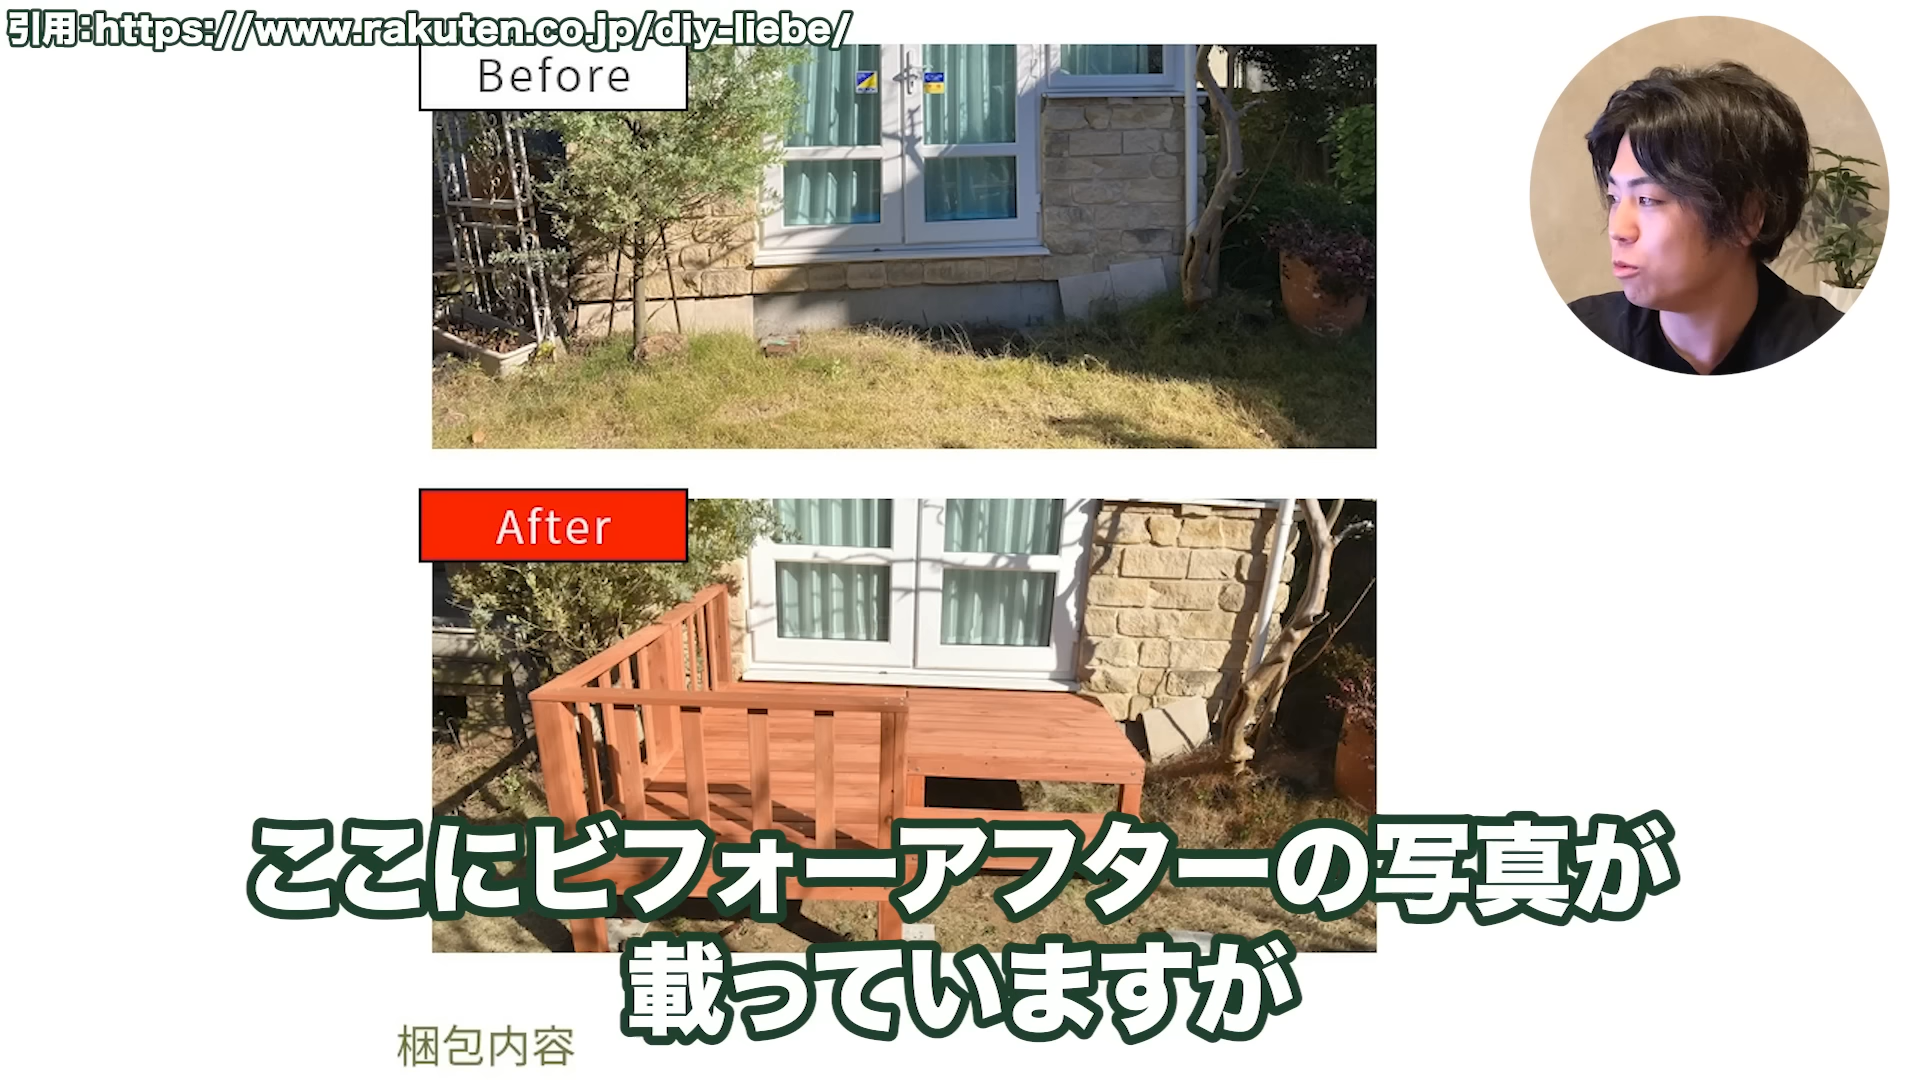 引用:https://www.rakuten.co.jp/diy-liebe/
Before
After
ここにビフォーアフターの写真が
載っていますが
梱包内容